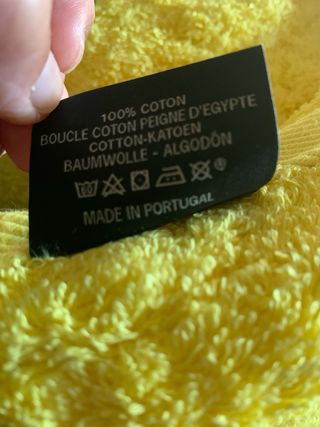 100% COTON
BOUCLE COTON PEIGNE D'EGYPTE
COTTON-KATOEN
BAUMWOLLE - ALGODÓN
MADE IN PORTUGAL